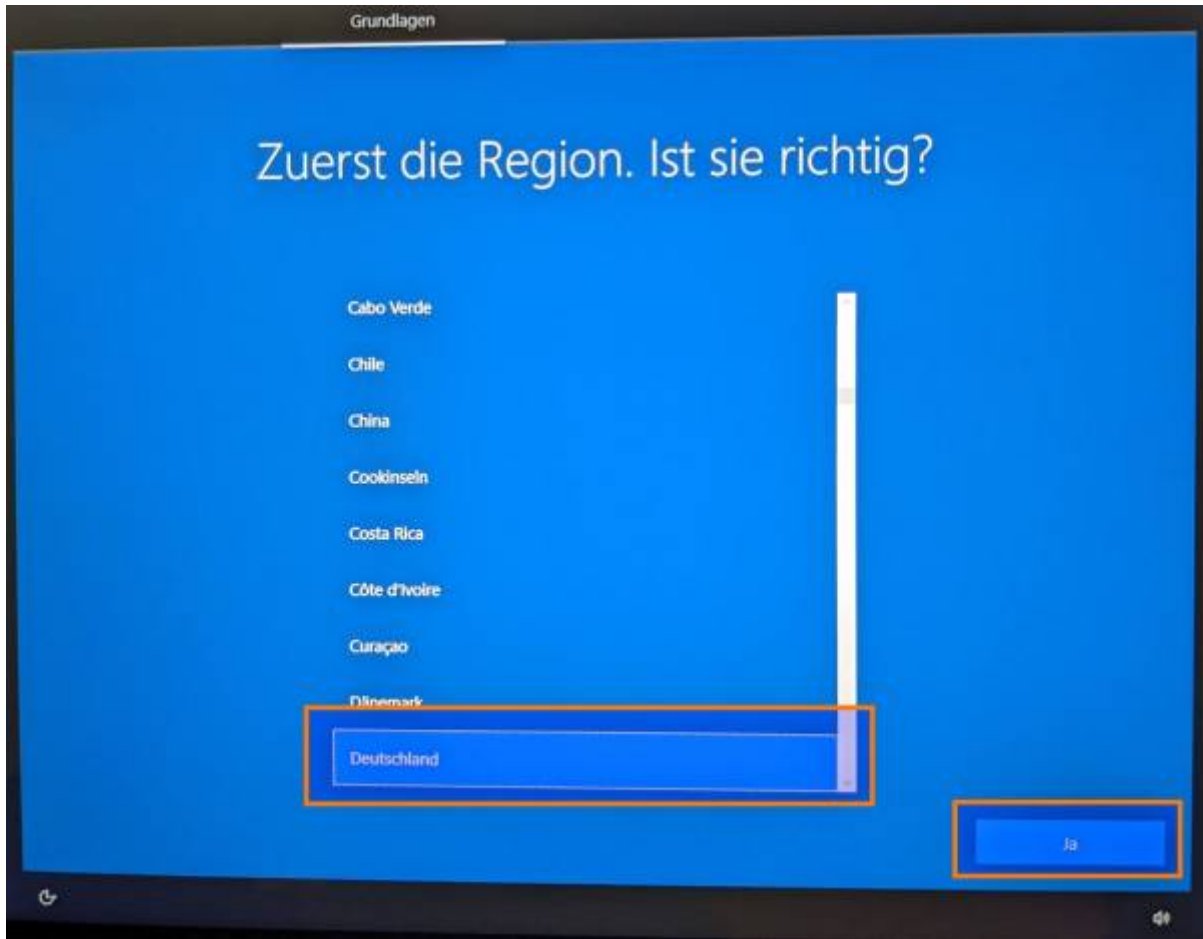 Grundlagen
Zuerst die Region. Ist sie richtig?
Cabo Verde
Chile
China
Cookinseln
Costa Rica
Côte d'Ivoire
Curaçao
Dänemark
Deutschland
Ja